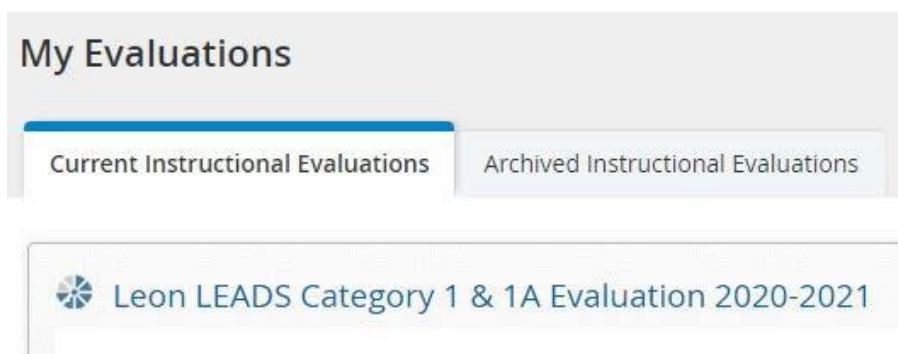 My Evaluations
Current Instructional Evaluations
Archived Instructional Evaluations
Leon LEADS Category 1 & 1A Evaluation 2020-2021